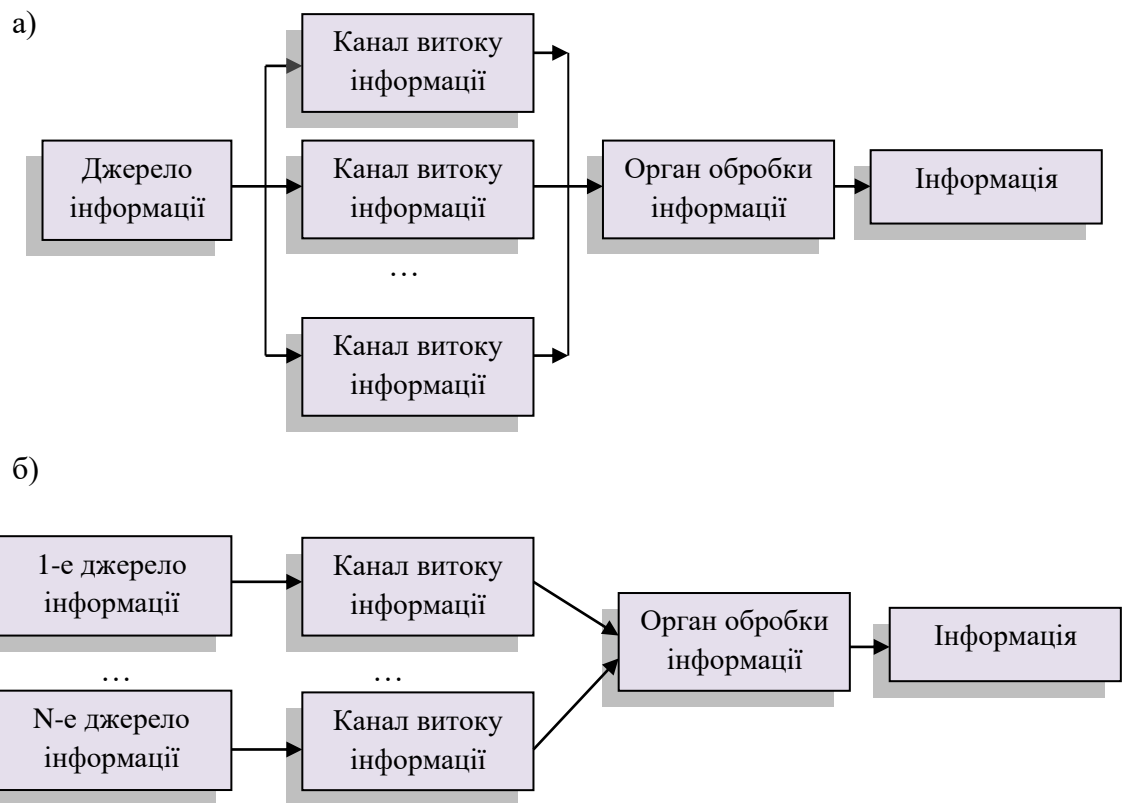 а)
Канал витоку
інформації
Джерело
інформації
Канал витоку
інформації
Орган обробки
інформації
Інформація
…
Канал витоку
інформації
б)
1-е джерело
інформації
Канал витоку
інформації
Орган обробки
інформації
Інформація
…
…
N-е джерело
інформації
Канал витоку
інформації